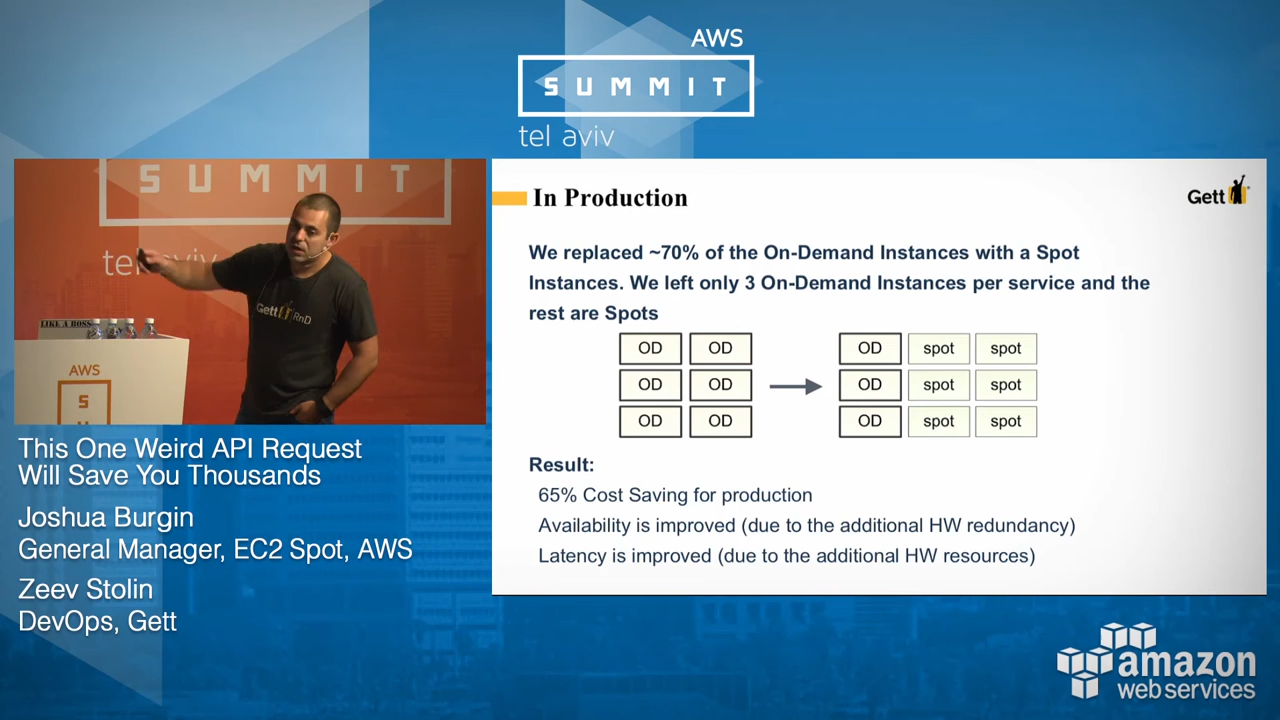 AWS
SUMMIT
tel aviv
SUMMIT
tel aviv
Gett RnD
LIKE A BOSS
AWS
S
In Production
Gett
We replaced ~70% of the On-Demand Instances with a Spot
Instances. We left only 3 On-Demand Instances per service and the
rest are Spots
OD OD OD spot spot
OD OD OD spot spot
OD OD OD spot spot
Result:
65% Cost Saving for production
Availability is improved (due to the additional HW redundancy)
Latency is improved (due to the additional HW resources)
This One Weird API Request
Will Save You Thousands
Joshua Burgin
General Manager, EC2 Spot, AWS
Zeev Stolin
DevOps, Gett
amazon
web services